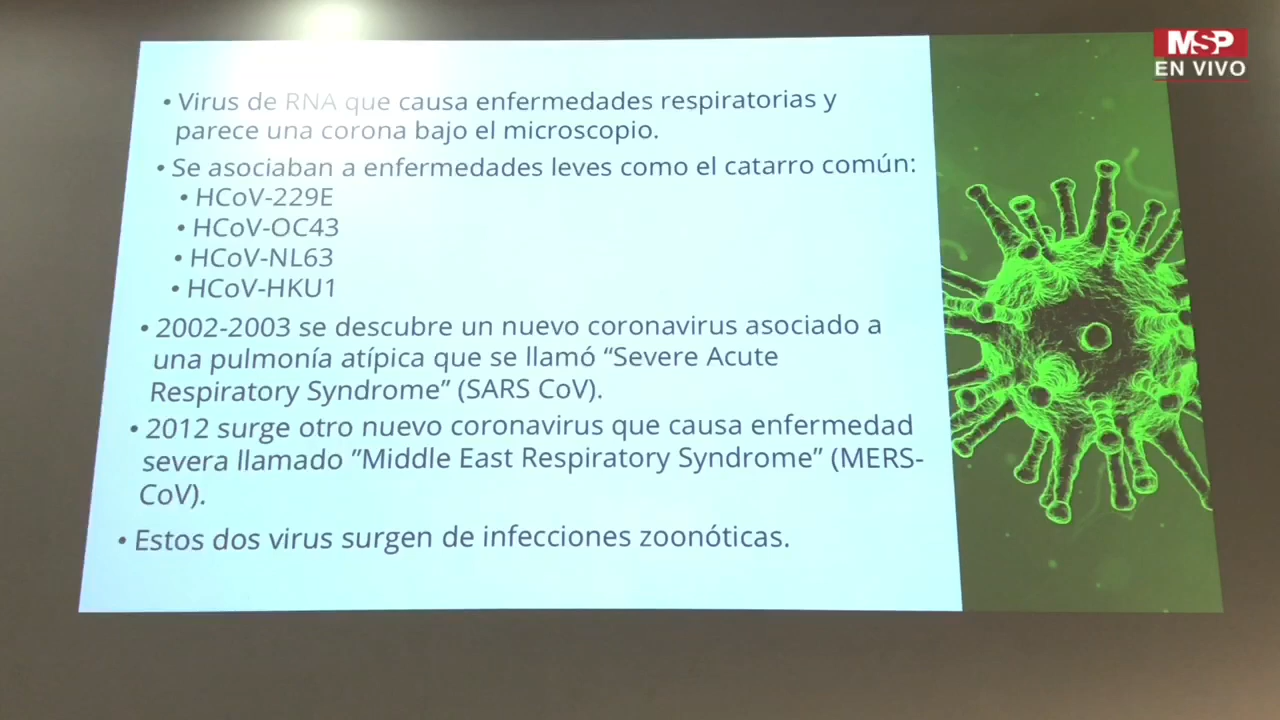 MSP
EN VIVO
• Virus de RNA que causa enfermedades respiratorias y
parece una corona bajo el microscopio.
• Se asociaban a enfermedades leves como el catarro común:
• HCoV-229E
• HCoV-OC43
• HCoV-NL63
• HCoV-HKU1
• 2002-2003 se descubre un nuevo coronavirus asociado a
una pulmonía atípica que se llamó “Severe Acute
Respiratory Syndrome” (SARS CoV).
• 2012 surge otro nuevo coronavirus que causa enfermedad
severa llamado ”Middle East Respiratory Syndrome” (MERS-
CoV).
• Estos dos virus surgen de infecciones zoonóticas.